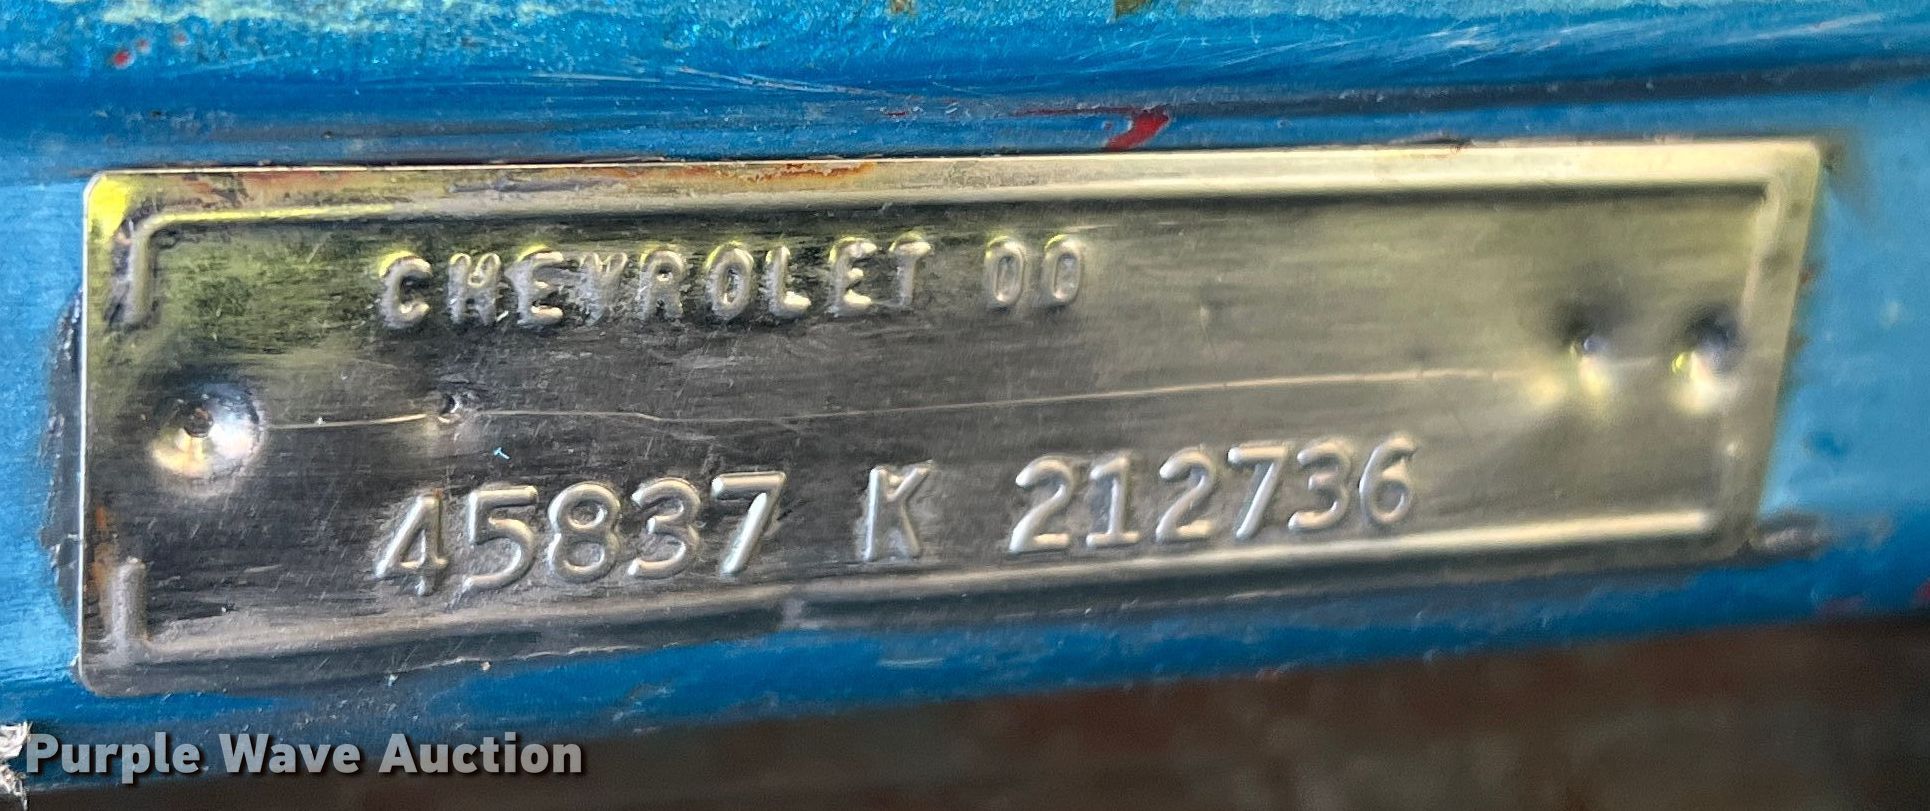 CHEVROLET 00
45837 K 212736
Purple Wave Auction